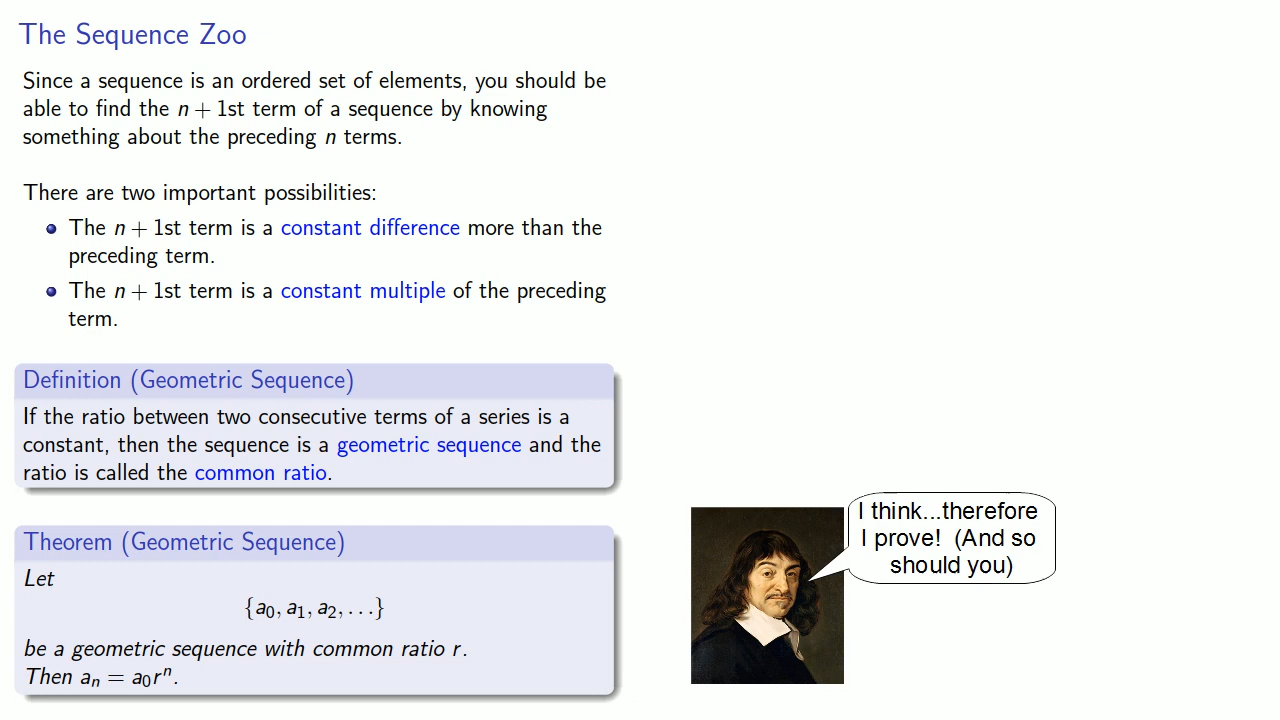 The Sequence Zoo
Since a sequence is an ordered set of elements, you should be
able to find the n + 1st term of a sequence by knowing
something about the preceding n terms.
There are two important possibilities:
• The n + 1st term is a constant difference more than the
preceding term.
• The n + 1st term is a constant multiple of the preceding
term.
Definition (Geometric Sequence)
If the ratio between two consecutive terms of a series is a
constant, then the sequence is a geometric sequence and the
ratio is called the common ratio.
Theorem (Geometric Sequence)
Let
{a₀, a₁, a₂, . . .}
be a geometric sequence with common ratio r.
Then aₙ = a₀rⁿ.
I think...therefore
I prove! (And so
should you)